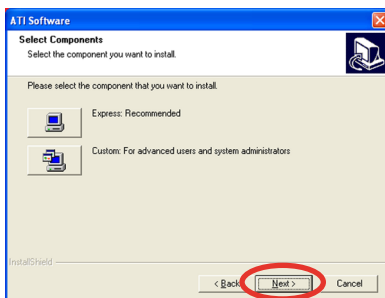 ATI Software
Select Components
Select the component you want to install.
Please select the component that you want to install.
Express: Recommended
Custom: For advanced users and system administrators
InstallShield
< Back
Next >
Cancel